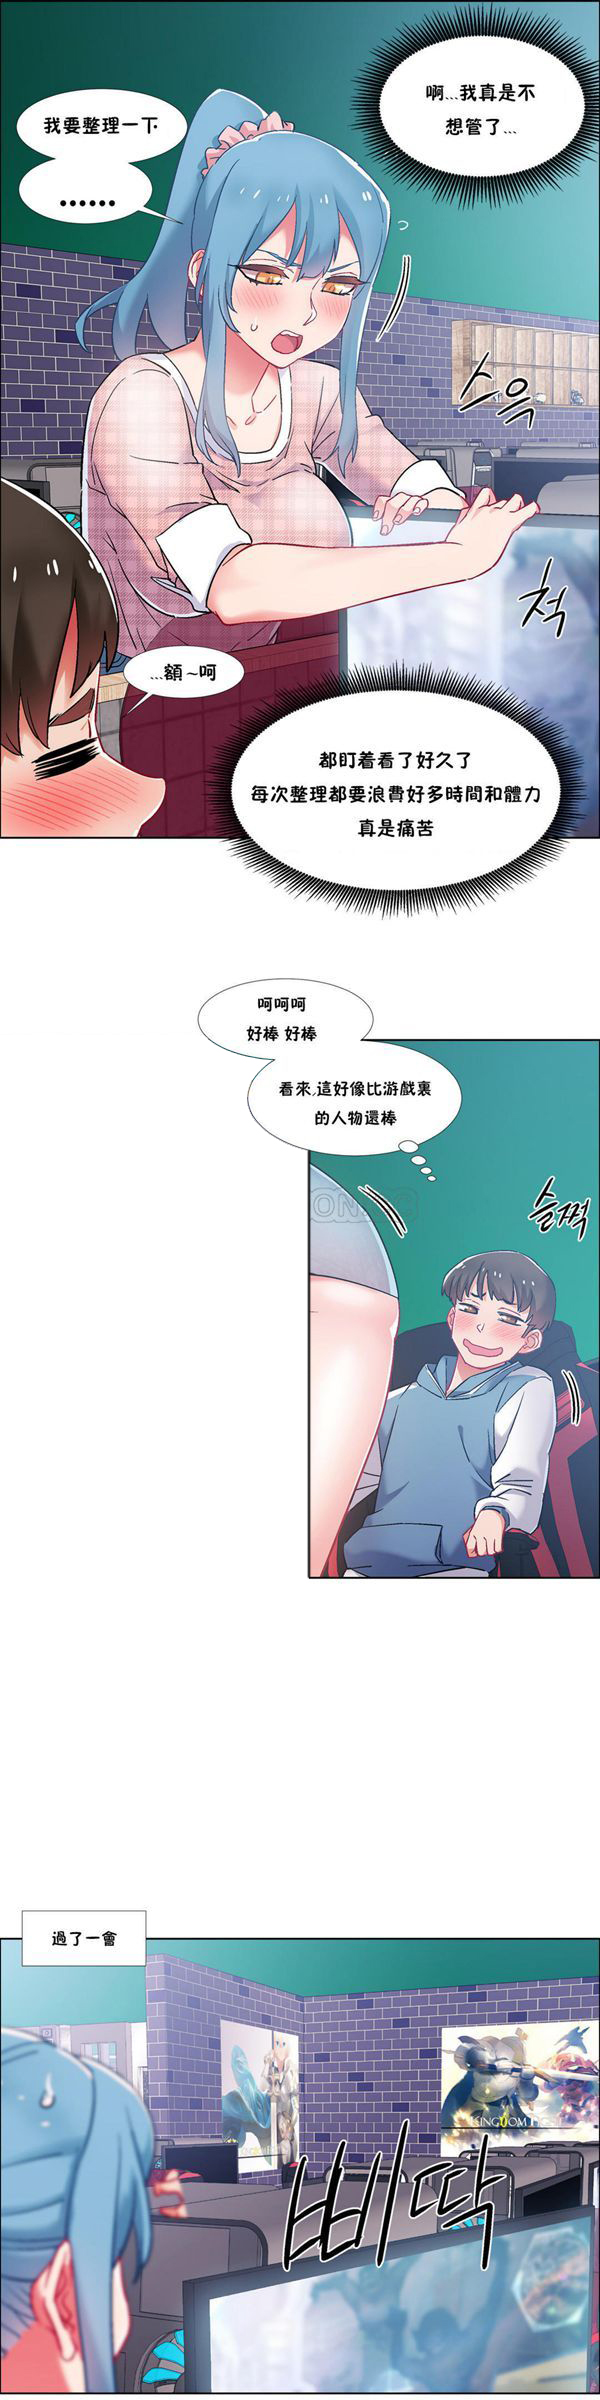 啊...我真是不
想管了...
我要整理一下
......
스윽
척
...額~呵
都盯着看了好久了
每次整理都要浪費好多時間和體力
真是痛苦
呵呵呵
好棒 好棒
看來,這好像比游戲裏
的人物還棒
슬쩍
過了一會
KINGDOM
삐딱